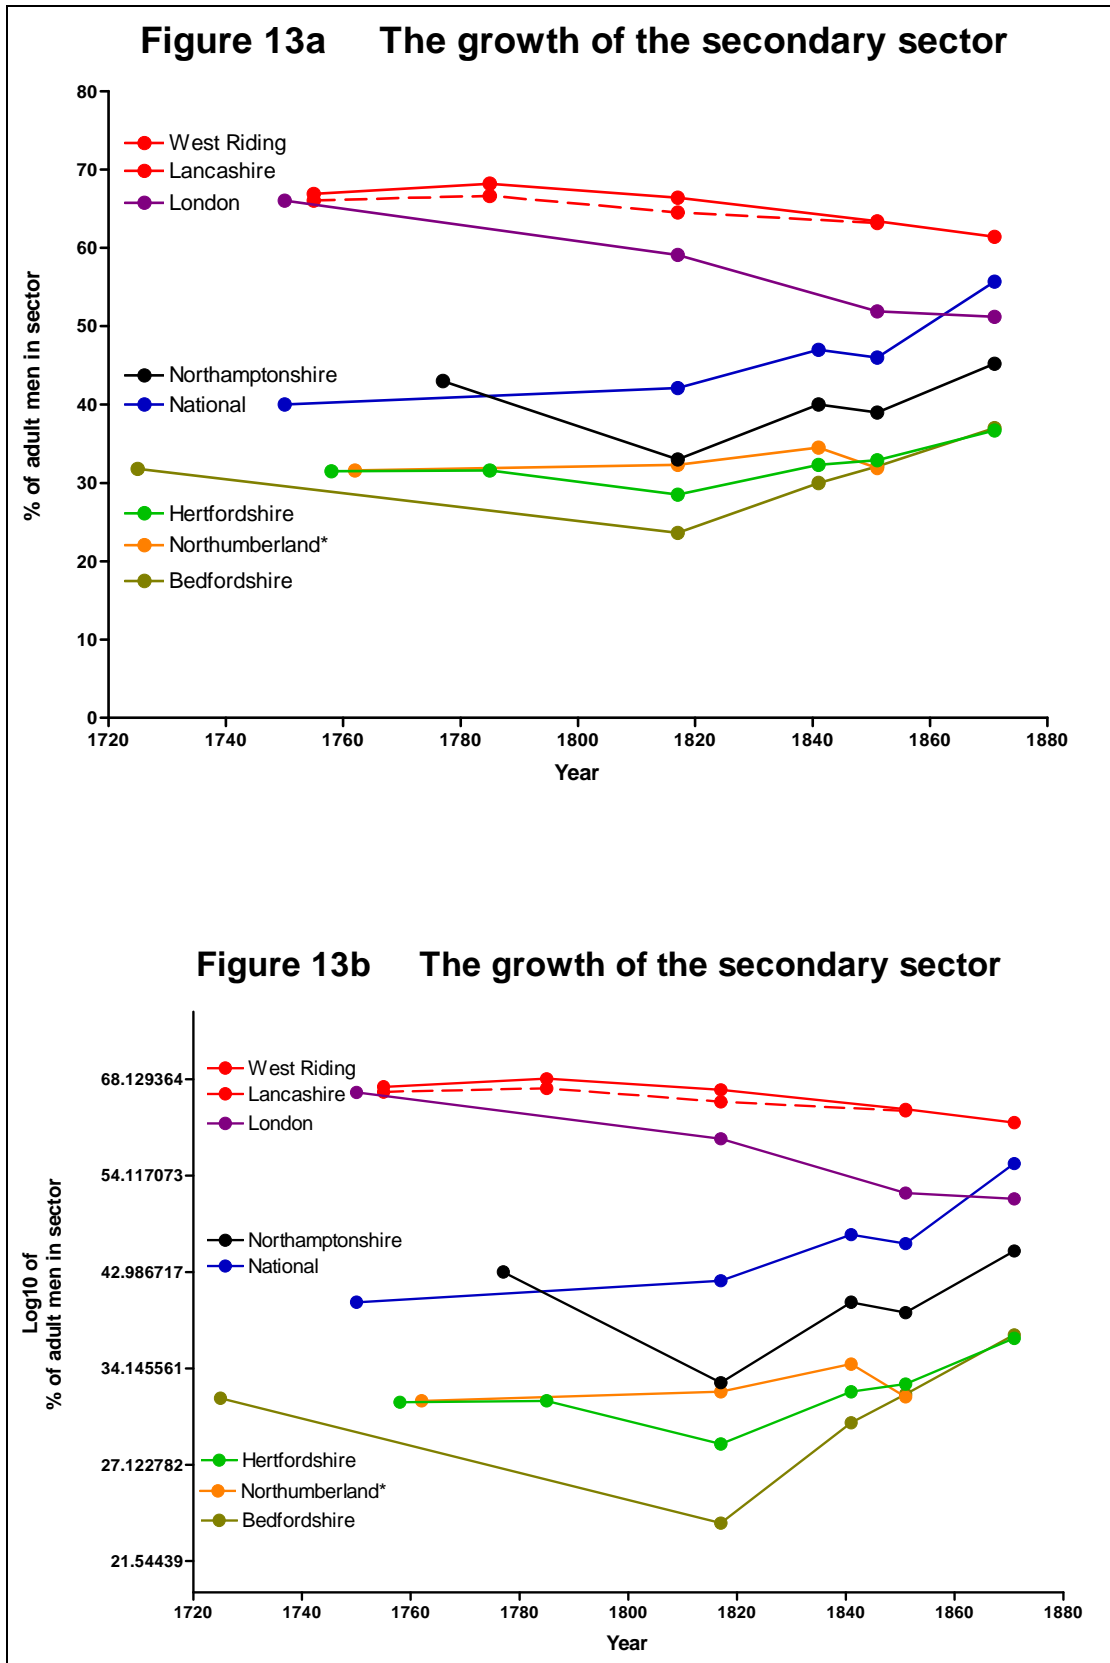 Figure 13a The growth of the secondary sector
80
70
60
50
40
30
20
10
0
% of adult men in sector
West Riding
Lancashire
London
Northamptonshire
National
Hertfordshire
Northumberland*
Bedfordshire
1720 1740 1760 1780 1800 1820 1840 1860 1880
Year
Figure 13b The growth of the secondary sector
68.129364
54.117073
42.986717
34.145561
27.122782
21.54439
Log10 of
% of adult men in sector
West Riding
Lancashire
London
Northamptonshire
National
Hertfordshire
Northumberland*
Bedfordshire
1720 1740 1760 1780 1800 1820 1840 1860 1880
Year